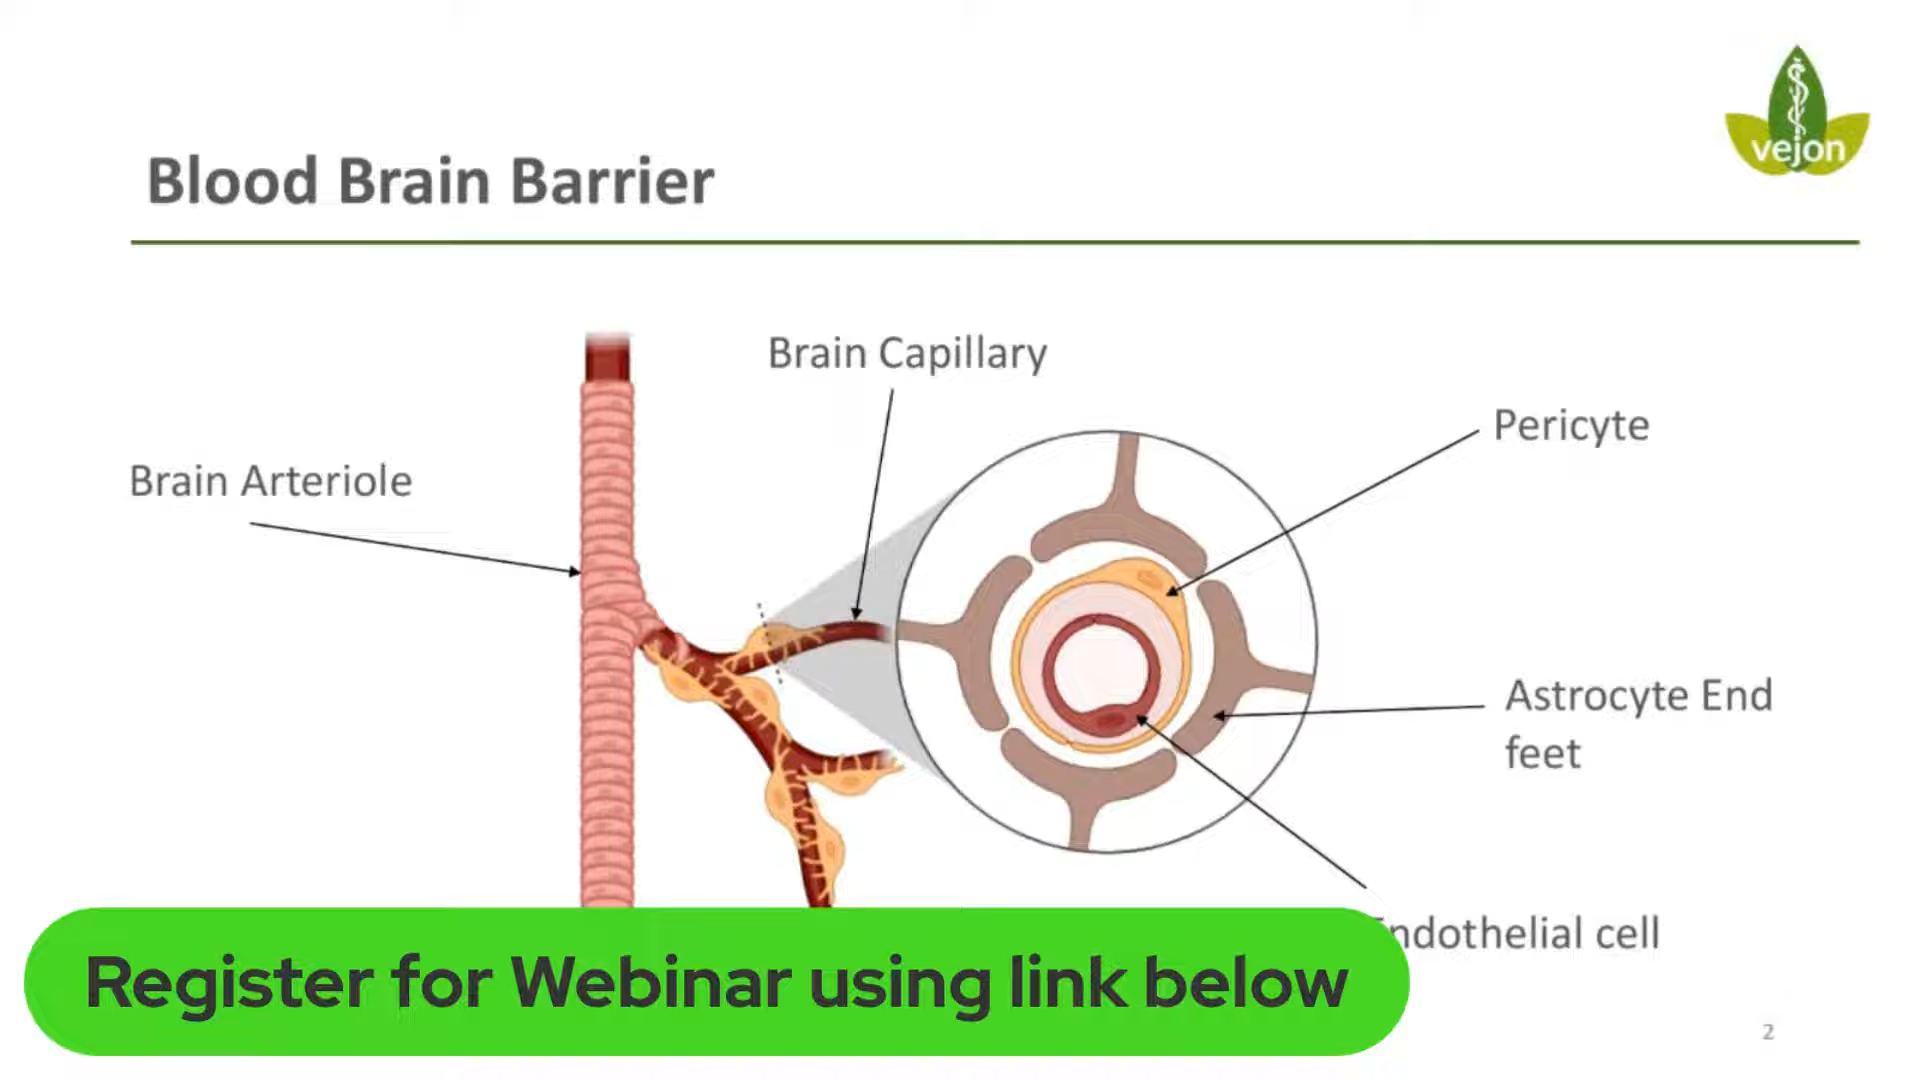 vejon
Blood Brain Barrier
Brain Capillary
Pericyte
Brain Arteriole
Astrocyte End
feet
ndothelial cell
Register for Webinar using link below
2